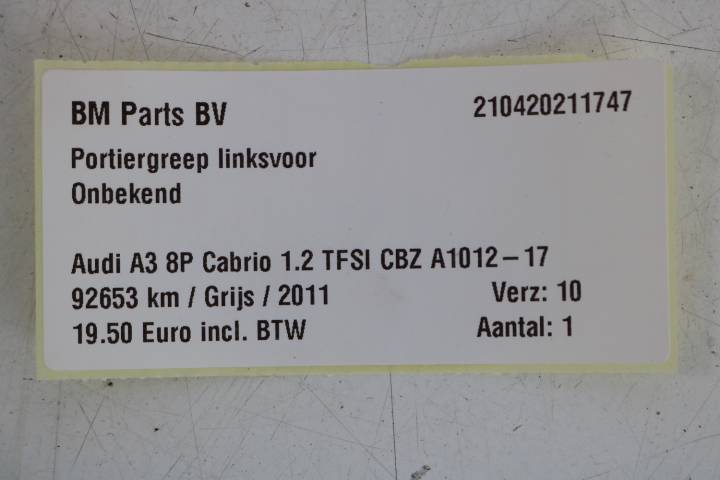 BM Parts BV 210420211747
Portiergreep linksvoor
Onbekend
Audi A3 8P Cabrio 1.2 TFSI CBZ A1012-17
92653 km / Grijs / 2011 Verz: 10
19.50 Euro incl. BTW Aantal: 1